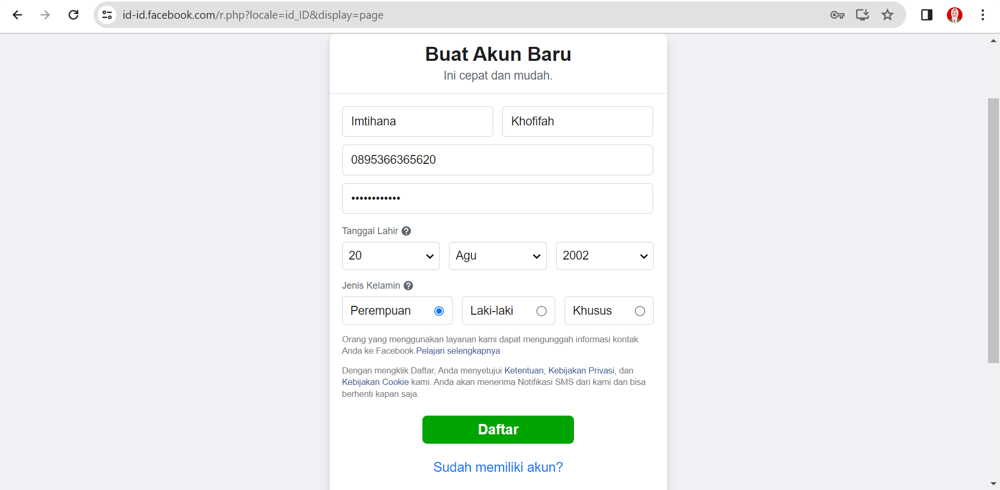 id-id.facebook.com/r.php?locale=id_ID&display=page
Buat Akun Baru
Ini cepat dan mudah.
Imtihana Khofifah
0895366365620
••••••••••••
Tanggal Lahir ?
20 Agu 2002
Jenis Kelamin ?
Perempuan Laki-laki Khusus
Orang yang menggunakan layanan kami dapat mengunggah informasi kontak
Anda ke Facebook.Pelajari selengkapnya
Dengan mengklik Daftar, Anda menyetujui Ketentuan, Kebijakan Privasi, dan
Kebijakan Cookie kami. Anda akan menerima Notifikasi SMS dari kami dan bisa
berhenti kapan saja.
Daftar
Sudah memiliki akun?